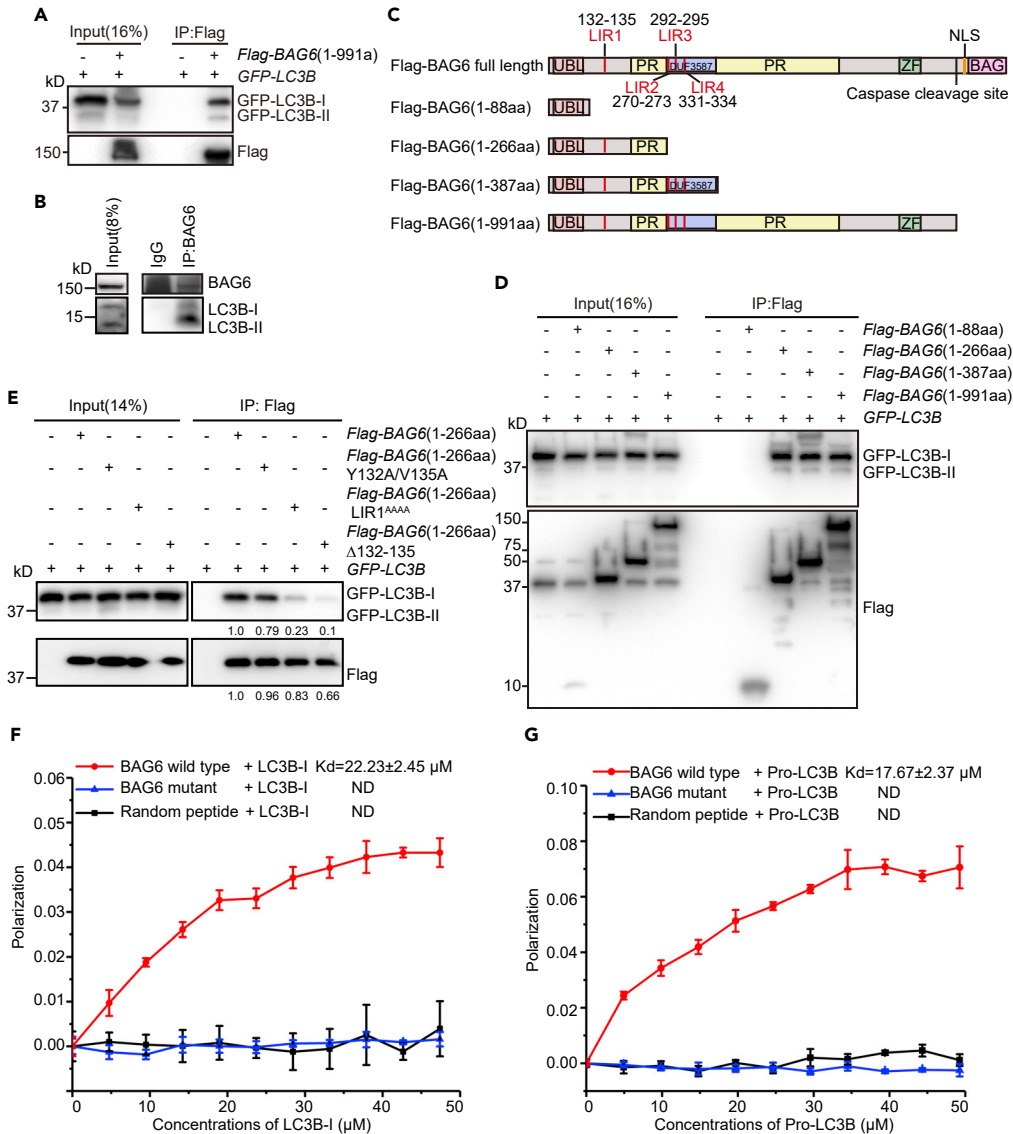 A
Input(16%) IP:Flag
- + - + Flag-BAG6(1-991a)
+ + + + GFP-LC3B
kD
37
GFP-LC3B-I
GFP-LC3B-II
150
Flag
B
Input(8%)
IgG
IP:BAG6
kD
150
BAG6
15
LC3B-I
LC3B-II
C
132-135 292-295
LIR1 LIR3 NLS
Flag-BAG6 full length UBL PR DUF3587 PR ZF BAG
LIR2 LIR4 Caspase cleavage site
270-273 331-334
Flag-BAG6(1-88aa) UBL
Flag-BAG6(1-266aa) UBL PR
Flag-BAG6(1-387aa) UBL PR DUF3587
Flag-BAG6(1-991aa) UBL PR PR ZF
D
Input(16%) IP:Flag
- + - - - - + - - - Flag-BAG6(1-88aa)
- - + - - - - + - - Flag-BAG6(1-266aa)
- - - + - - - - + - Flag-BAG6(1-387aa)
- - - - + - - - - + Flag-BAG6(1-991aa)
+ + + + + + + + + + GFP-LC3B
kD
37
GFP-LC3B-I
GFP-LC3B-II
150
75
50
37
10
Flag
E
Input(14%) IP: Flag
- + - - - - + - - - Flag-BAG6(1-266aa)
- - + - - - - + - - Flag-BAG6(1-266aa)
Y132A/V135A
- - - + - - - - + - Flag-BAG6(1-266aa)
LIR1AAAA
- - - - + - - - - + Flag-BAG6(1-266aa)
Δ132-135
+ + + + + + + + + + GFP-LC3B
kD
37
GFP-LC3B-I
GFP-LC3B-II
1.0 0.79 0.23 0.1
37
Flag
1.0 0.96 0.83 0.66
F
BAG6 wild type + LC3B-I Kd=22.23±2.45 μM
BAG6 mutant + LC3B-I ND
Random peptide + LC3B-I ND
0.06
0.05
0.04
0.03
0.02
0.01
0.00
Polarization
0 10 20 30 40 50
Concentrations of LC3B-I (μM)
G
BAG6 wild type + Pro-LC3B Kd=17.67±2.37 μM
BAG6 mutant + Pro-LC3B ND
Random peptide + Pro-LC3B ND
0.10
0.08
0.06
0.04
0.02
0.00
Polarization
0 10 20 30 40 50
Concentrations of Pro-LC3B (μM)